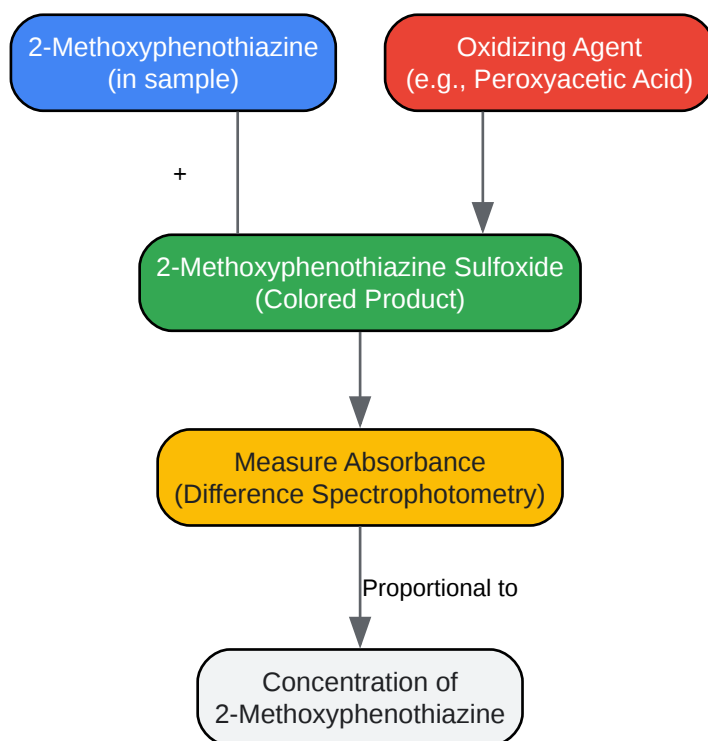 2-Methoxyphenothiazine
(in sample)
Oxidizing Agent
(e.g., Peroxyacetic Acid)
+
2-Methoxyphenothiazine Sulfoxide
(Colored Product)
Measure Absorbance
(Difference Spectrophotometry)
Proportional to
Concentration of
2-Methoxyphenothiazine